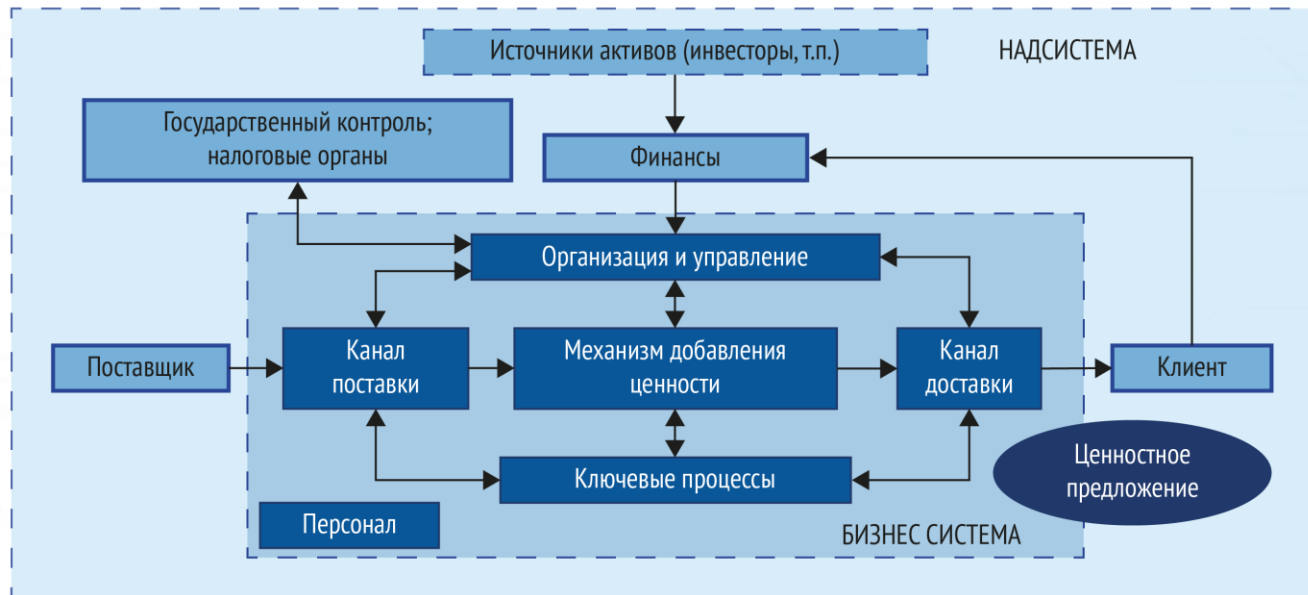 Источники активов (инвесторы, т.п.)
НАДСИСТЕМА
Государственный контроль;
налоговые органы
Финансы
Организация и управление
Поставщик
Канал
поставки
Механизм добавления
ценности
Канал
доставки
Клиент
Ключевые процессы
Ценностное
предложение
Персонал
БИЗНЕС СИСТЕМА